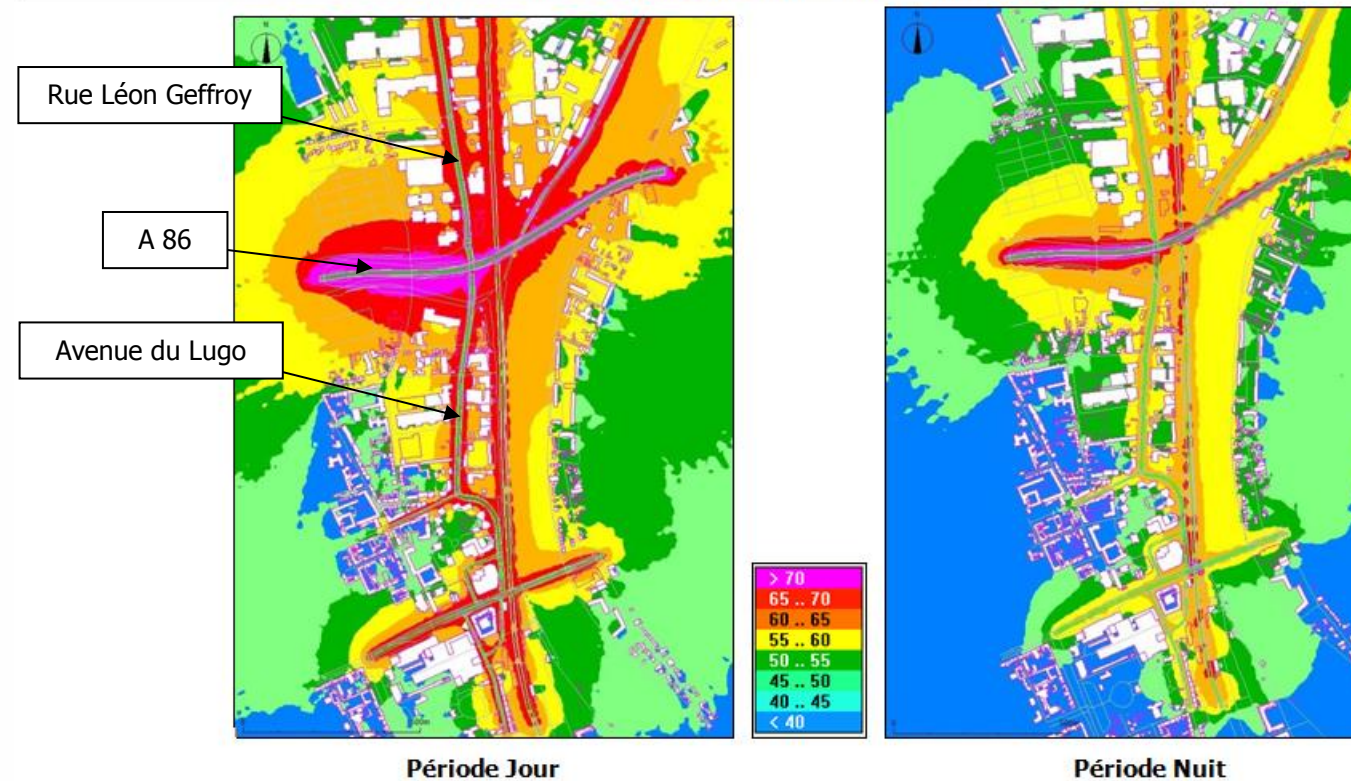 N
N
Rue Léon Geffroy
A 86
Avenue du Lugo
> 70
65 .. 70
60 .. 65
55 .. 60
50 .. 55
45 .. 50
40 .. 45
< 40
Période Jour
Période Nuit